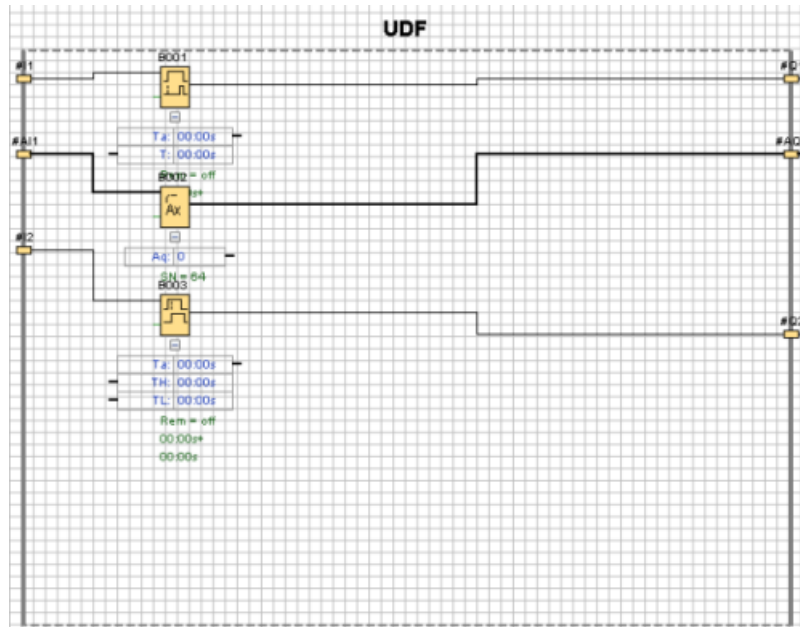 UDF
B001
#I1
Ta: 00:00s
#AI1
T: 00:00s
= off
B002
Ax
#I2
Aq: 0
SN = 64
B003
Ta: 00:00s
TH: 00:00s
TL: 00:00s
Rem = off
00:00s+
00:00s